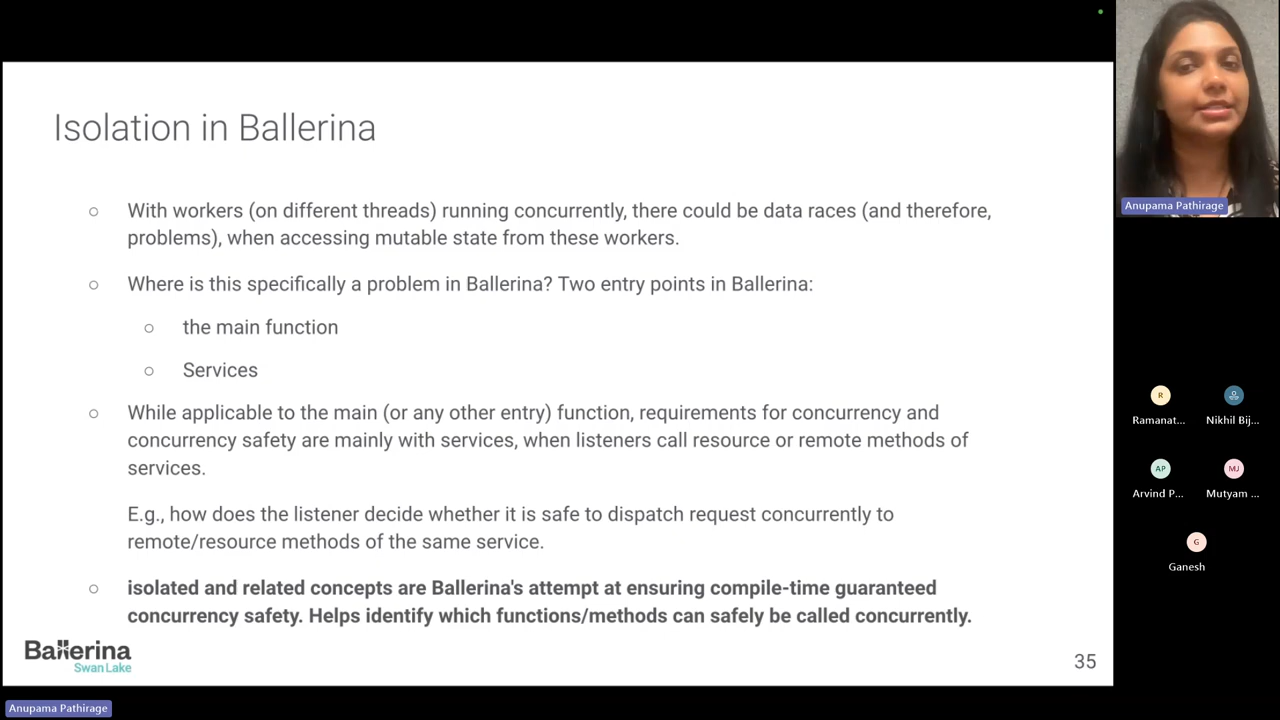 Isolation in Ballerina
○ With workers (on different threads) running concurrently, there could be data races (and therefore,
problems), when accessing mutable state from these workers.
○ Where is this specifically a problem in Ballerina? Two entry points in Ballerina:
○ the main function
○ Services
○ While applicable to the main (or any other entry) function, requirements for concurrency and
concurrency safety are mainly with services, when listeners call resource or remote methods of
services.
E.g., how does the listener decide whether it is safe to dispatch request concurrently to
remote/resource methods of the same service.
○ isolated and related concepts are Ballerina's attempt at ensuring compile-time guaranteed
concurrency safety. Helps identify which functions/methods can safely be called concurrently.
Ballerina
Swan Lake
35
Anupama Pathirage
Anupama Pathirage
R
Ramanat...
Nikhil Bij...
AP
Arvind P...
MJ
Mutyam ...
G
Ganesh